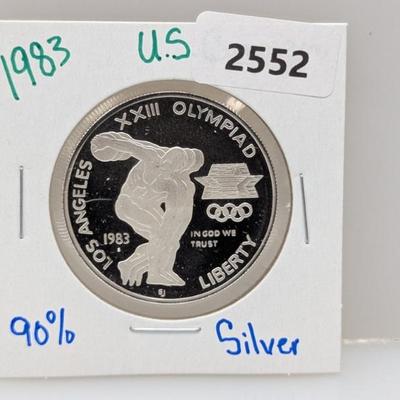 1983
U.S
2552
LOS ANGELES XXIII OLYMPIAD
1983
IN GOD WE
TRUST
LIBERTY
90%
Silver